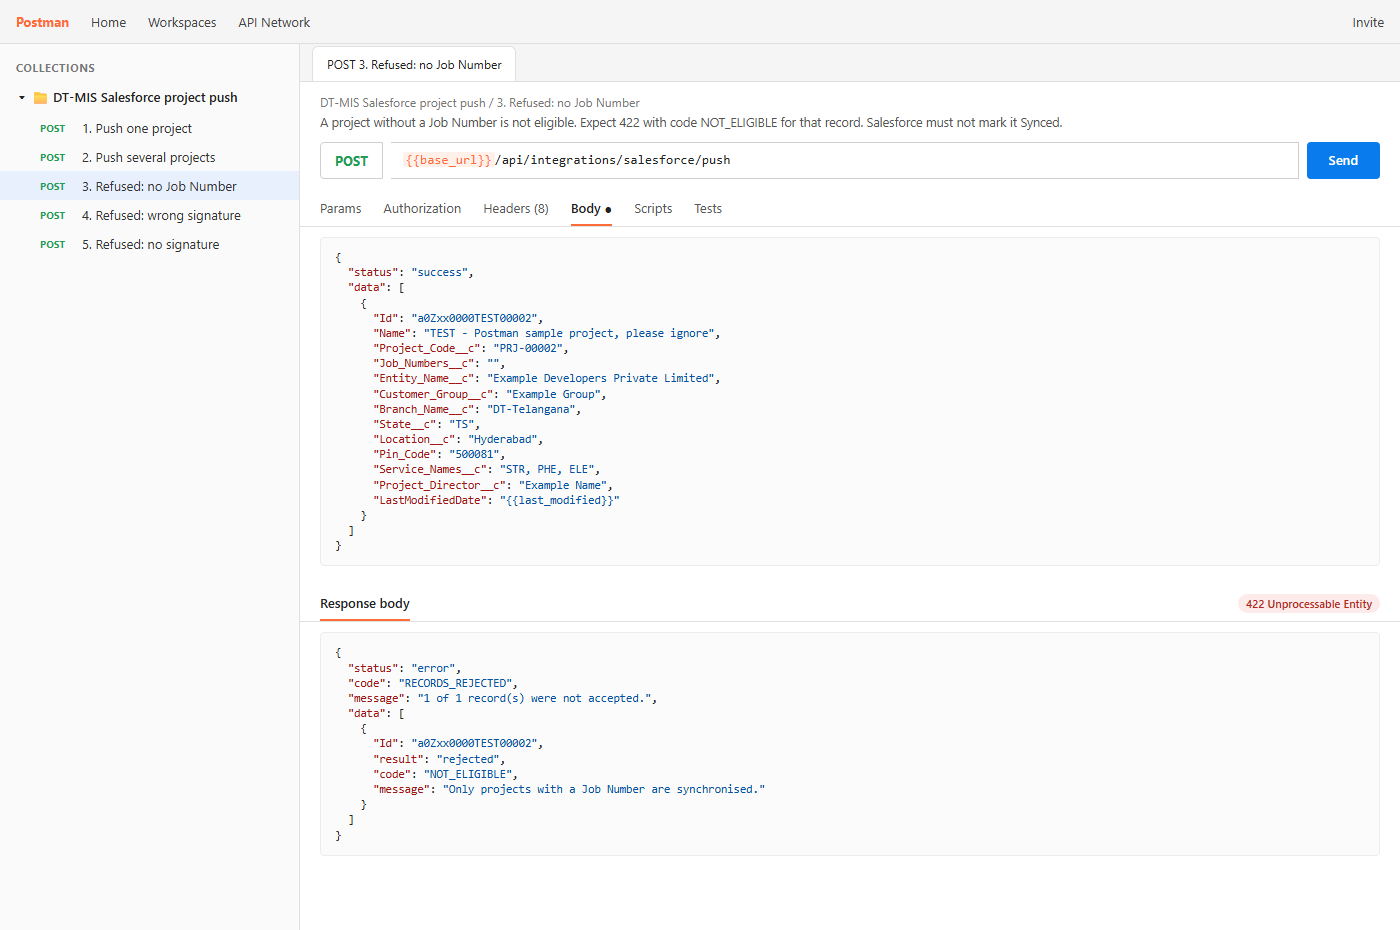 Postman Home Workspaces API Network Invite
COLLECTIONS
DT-MIS Salesforce project push
POST 1. Push one project
POST 2. Push several projects
POST 3. Refused: no Job Number
POST 4. Refused: wrong signature
POST 5. Refused: no signature
POST 3. Refused: no Job Number
DT-MIS Salesforce project push / 3. Refused: no Job Number
A project without a Job Number is not eligible. Expect 422 with code NOT_ELIGIBLE for that record. Salesforce must not mark it Synced.
POST {{base_url}}/api/integrations/salesforce/push Send
Params Authorization Headers (8) Body Scripts Tests
{
"status": "success",
"data": [
{
"Id": "a0Zxx0000TEST00002",
"Name": "TEST - Postman sample project, please ignore",
"Project_Code__c": "PRJ-00002",
"Job_Numbers__c": "",
"Entity_Name__c": "Example Developers Private Limited",
"Customer_Group__c": "Example Group",
"Branch_Name__c": "DT-Telangana",
"State__c": "TS",
"Location__c": "Hyderabad",
"Pin_Code": "500081",
"Service_Names__c": "STR, PHE, ELE",
"Project_Director__c": "Example Name",
"LastModifiedDate": "{{last_modified}}"
}
]
}
Response body 422 Unprocessable Entity
{
"status": "error",
"code": "RECORDS_REJECTED",
"message": "1 of 1 record(s) were not accepted.",
"data": [
{
"Id": "a0Zxx0000TEST00002",
"result": "rejected",
"code": "NOT_ELIGIBLE",
"message": "Only projects with a Job Number are synchronised."
}
]
}